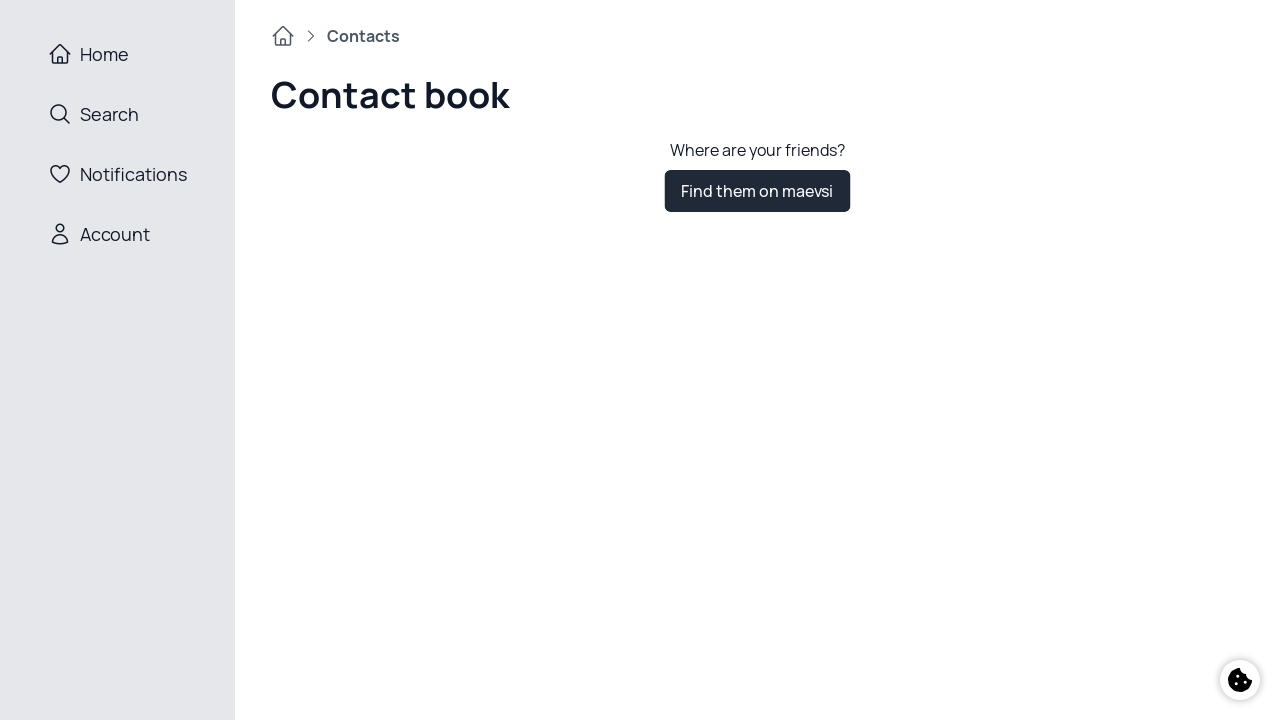 Home
Search
Notifications
Account
Contacts
Contact book
Where are your friends?
Find them on maevsi